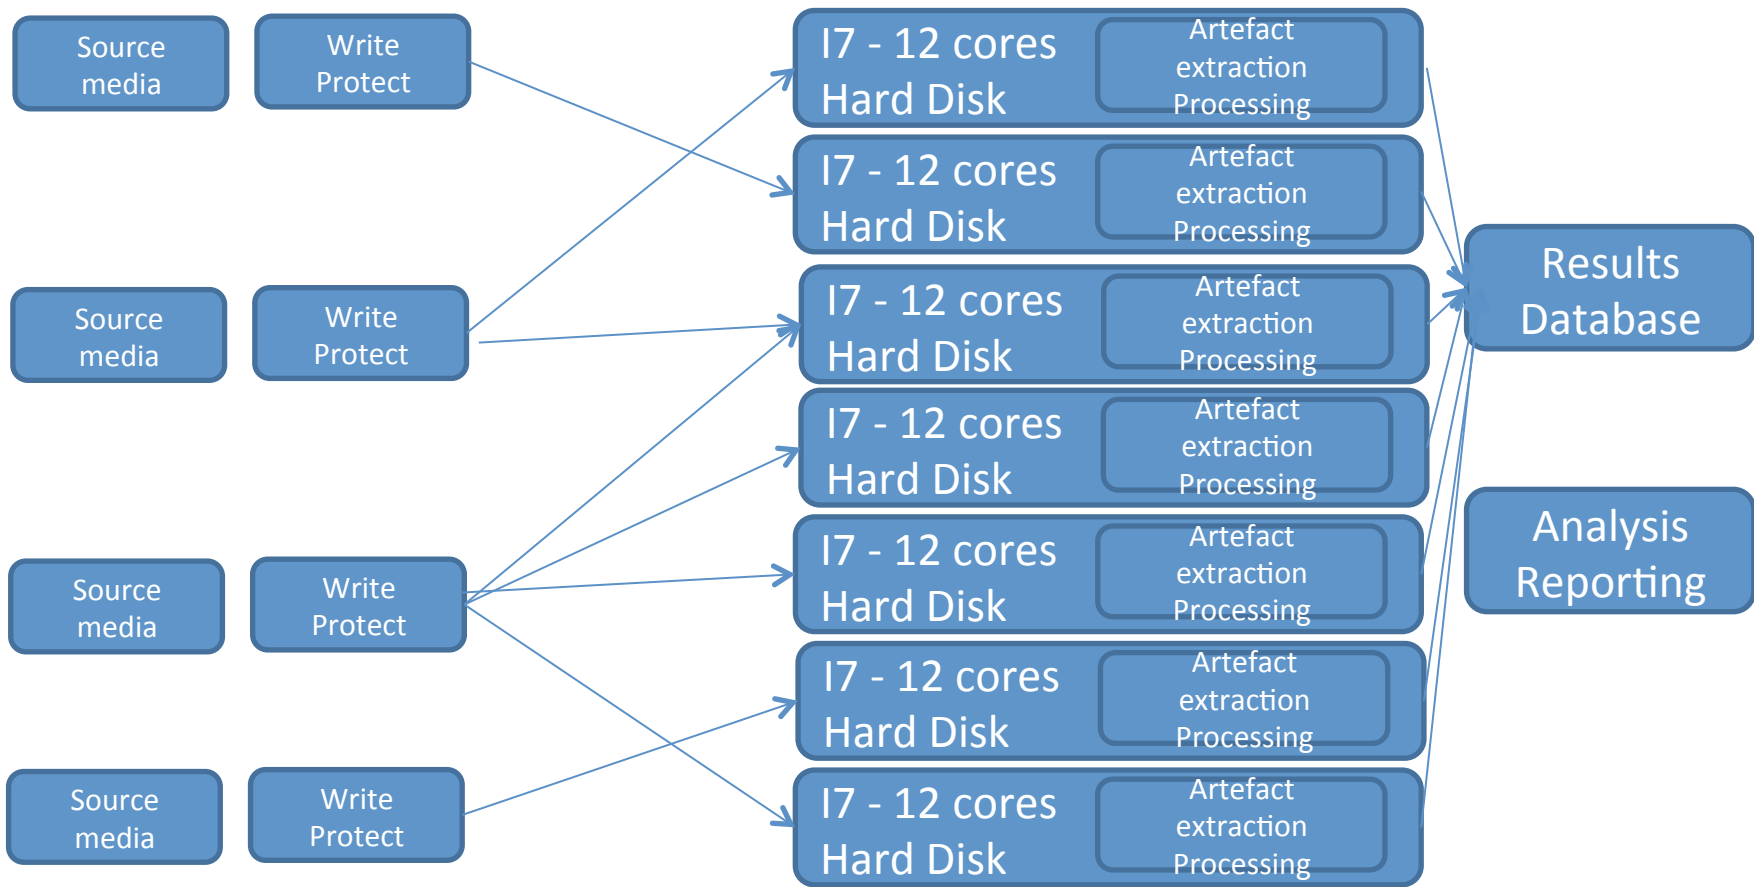 Source
media
Write
Protect
Source
media
Write
Protect
Source
media
Write
Protect
Source
media
Write
Protect
I7 - 12 cores
Hard Disk
Artefact
extraction
Processing
I7 - 12 cores
Hard Disk
Artefact
extraction
Processing
I7 - 12 cores
Hard Disk
Artefact
extraction
Processing
I7 - 12 cores
Hard Disk
Artefact
extraction
Processing
I7 - 12 cores
Hard Disk
Artefact
extraction
Processing
I7 - 12 cores
Hard Disk
Artefact
extraction
Processing
I7 - 12 cores
Hard Disk
Artefact
extraction
Processing
Results
Database
Analysis
Reporting